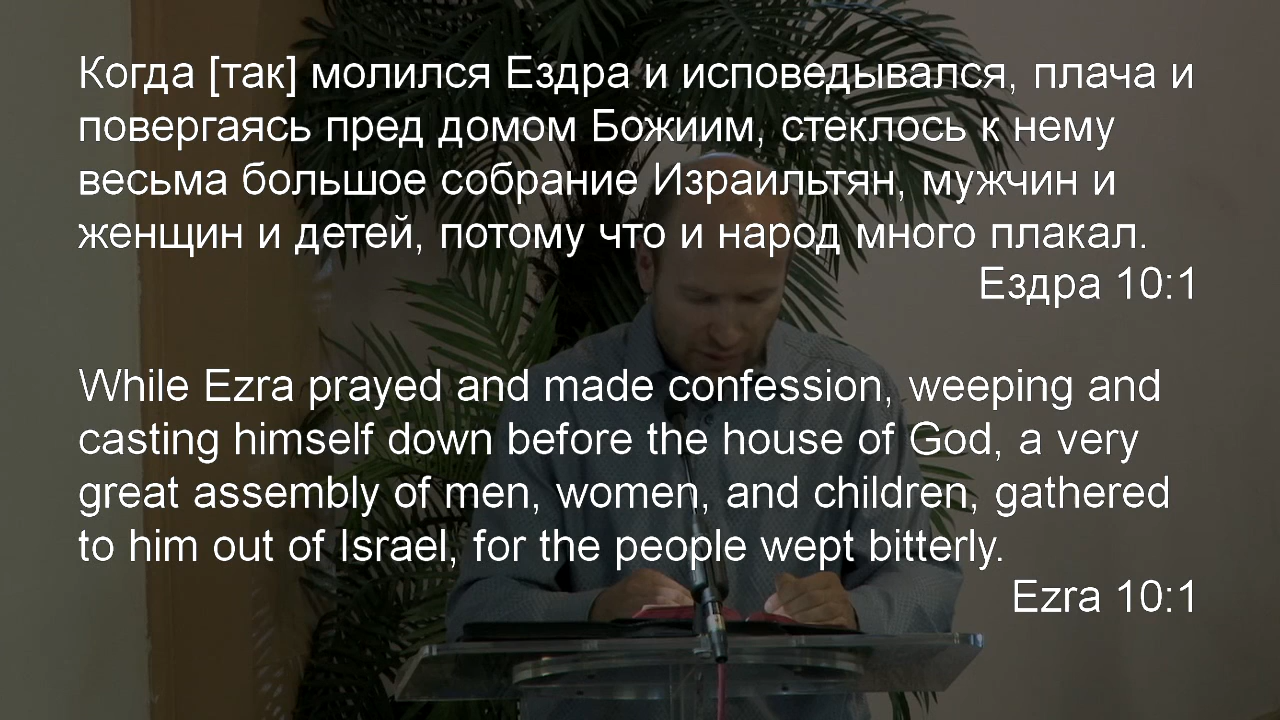 Когда [так] молился Ездра и исповедывался, плача и
повергаясь пред домом Божиим, стеклось к нему
весьма большое собрание Израильтян, мужчин и
женщин и детей, потому что и народ много плакал.
Ездра 10:1
While Ezra prayed and made confession, weeping and
casting himself down before the house of God, a very
great assembly of men, women, and children, gathered
to him out of Israel, for the people wept bitterly.
Ezra 10:1